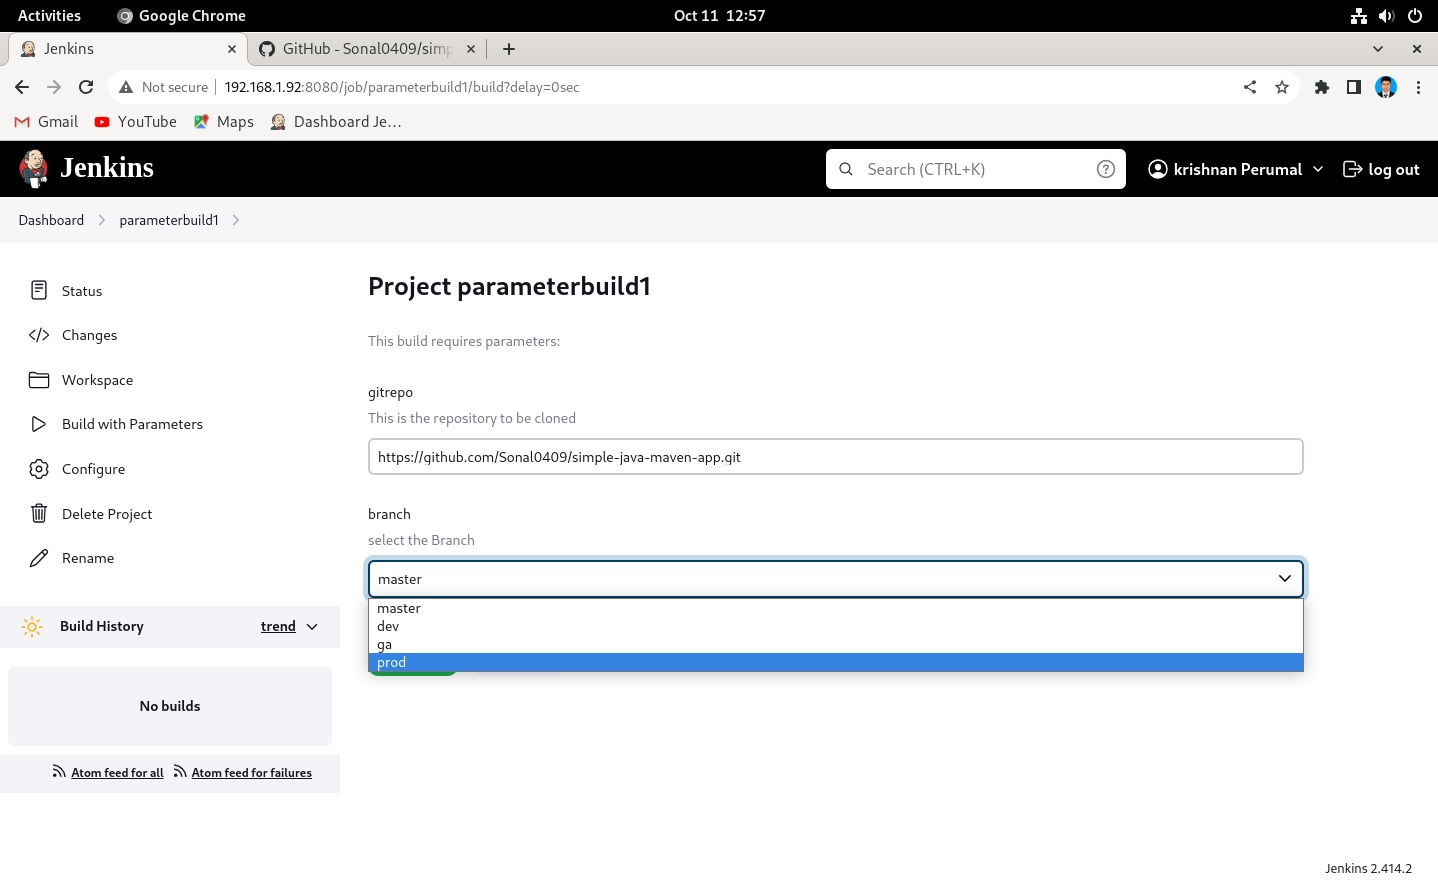 Activities Google Chrome Oct 11 12:57
Jenkins GitHub - Sonal0409/simp
Not secure 192.168.1.92:8080/job/parameterbuild1/build?delay=0sec
Gmail YouTube Maps Dashboard Je...
Jenkins Search (CTRL+K) krishnan Perumal log out
Dashboard parameterbuild1
Status
Changes
Workspace
Build with Parameters
Configure
Delete Project
Rename
Build History trend
No builds
Atom feed for all Atom feed for failures
Project parameterbuild1
This build requires parameters:
gitrepo
This is the repository to be cloned
https://github.com/Sonal0409/simple-java-maven-app.git
branch
select the Branch
master
master
dev
ga
prod
Jenkins 2.414.2